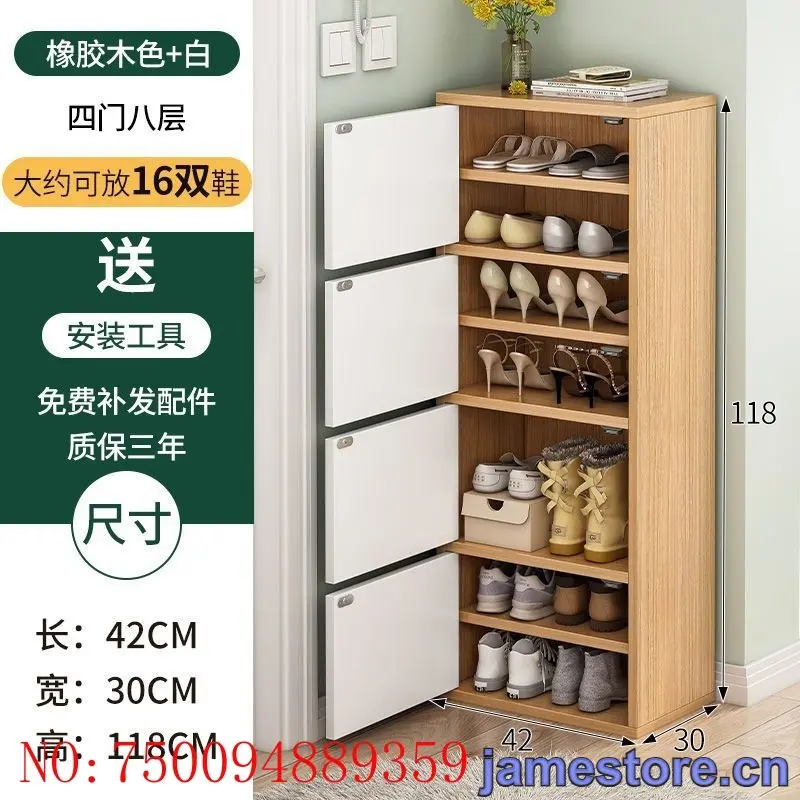 橡胶木色+白
四门八层
大约可放16双鞋
送
安装工具
免费补发配件
质保三年
尺寸
长：42CM
宽：30CM
高：118CM
118
42
30
NO:750094889359
jamestore.cn